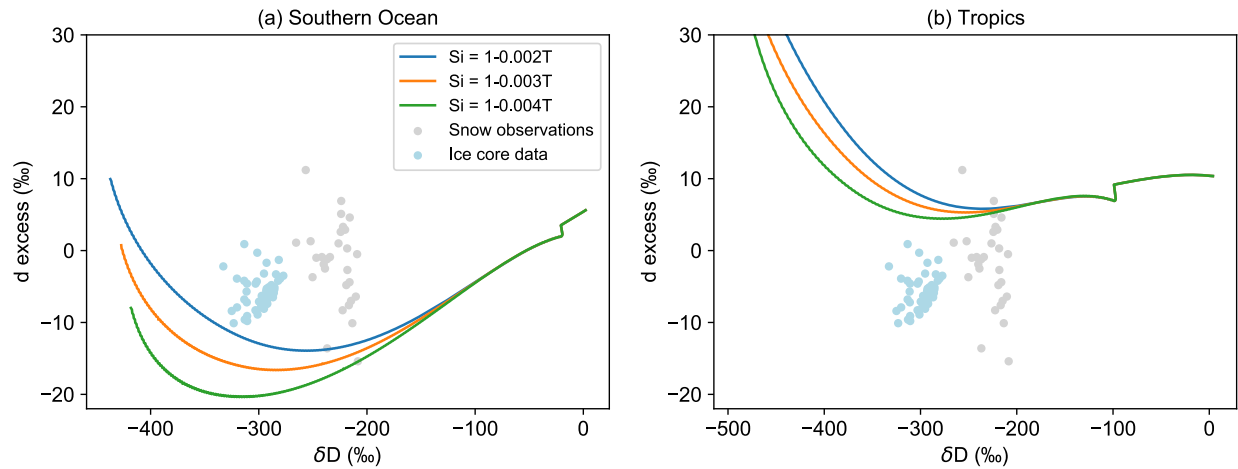 (a) Southern Ocean
30
20
10
0
−10
−20
d excess (‰)
−400
−300
−200
−100
0
δD (‰)
Si = 1-0.002T
Si = 1-0.003T
Si = 1-0.004T
Snow observations
Ice core data
(b) Tropics
30
20
10
0
−10
−20
d excess (‰)
−500
−400
−300
−200
−100
0
δD (‰)